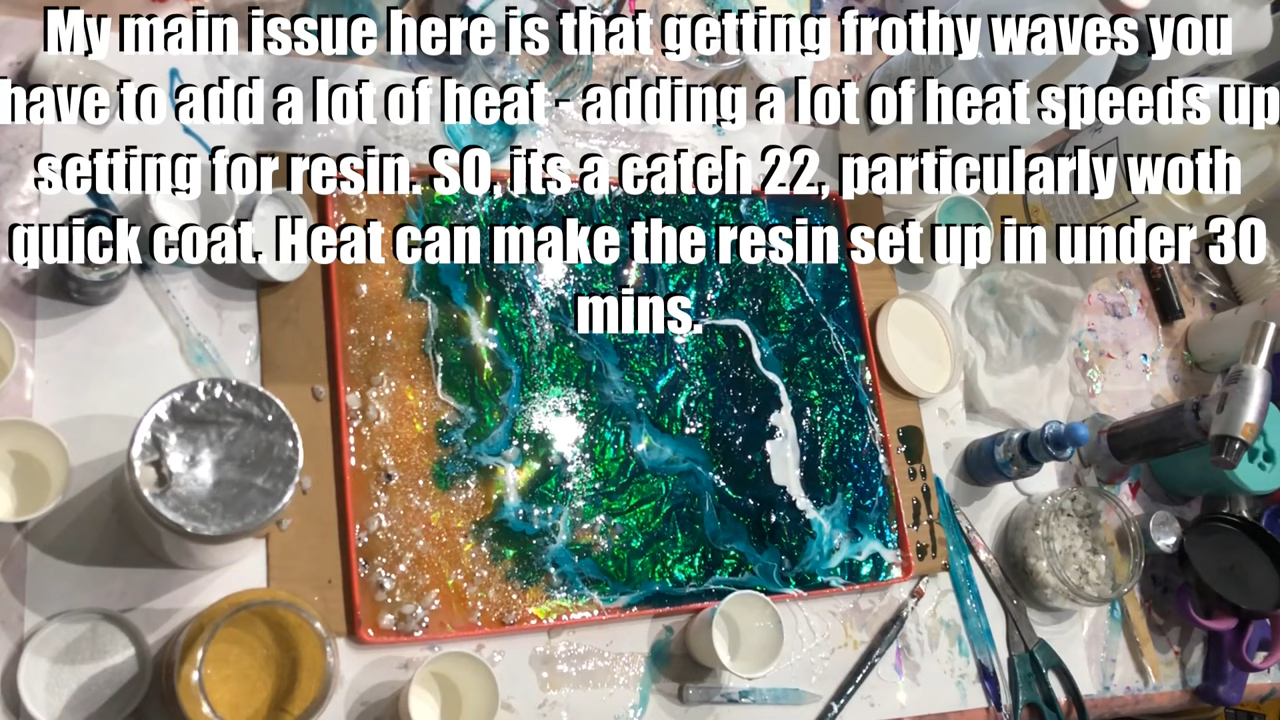 My main issue here is that getting frothy waves you
have to add a lot of heat - adding a lot of heat speeds up
setting for resin. SO, its a catch 22, particularly woth
quick coat. Heat can make the resin set up in under 30
mins.